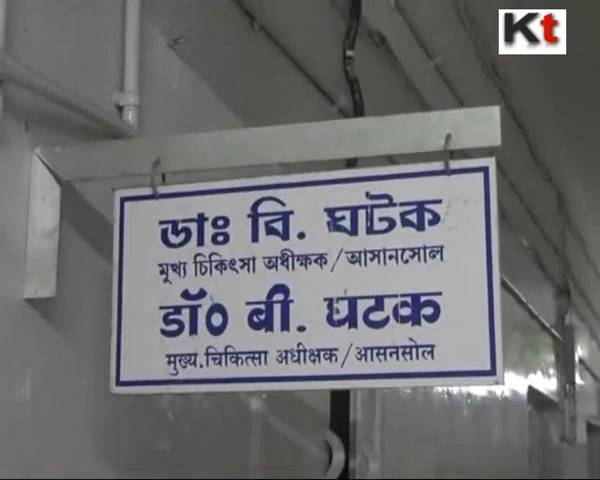 Kt
ডাঃ বি. ঘটক
মুখ্য চিকিৎসা অধীক্ষক/আসানসোল
डॉ० बी. घटक
मुख्य.चिकित्सा अधीक्षक/आसनसोल